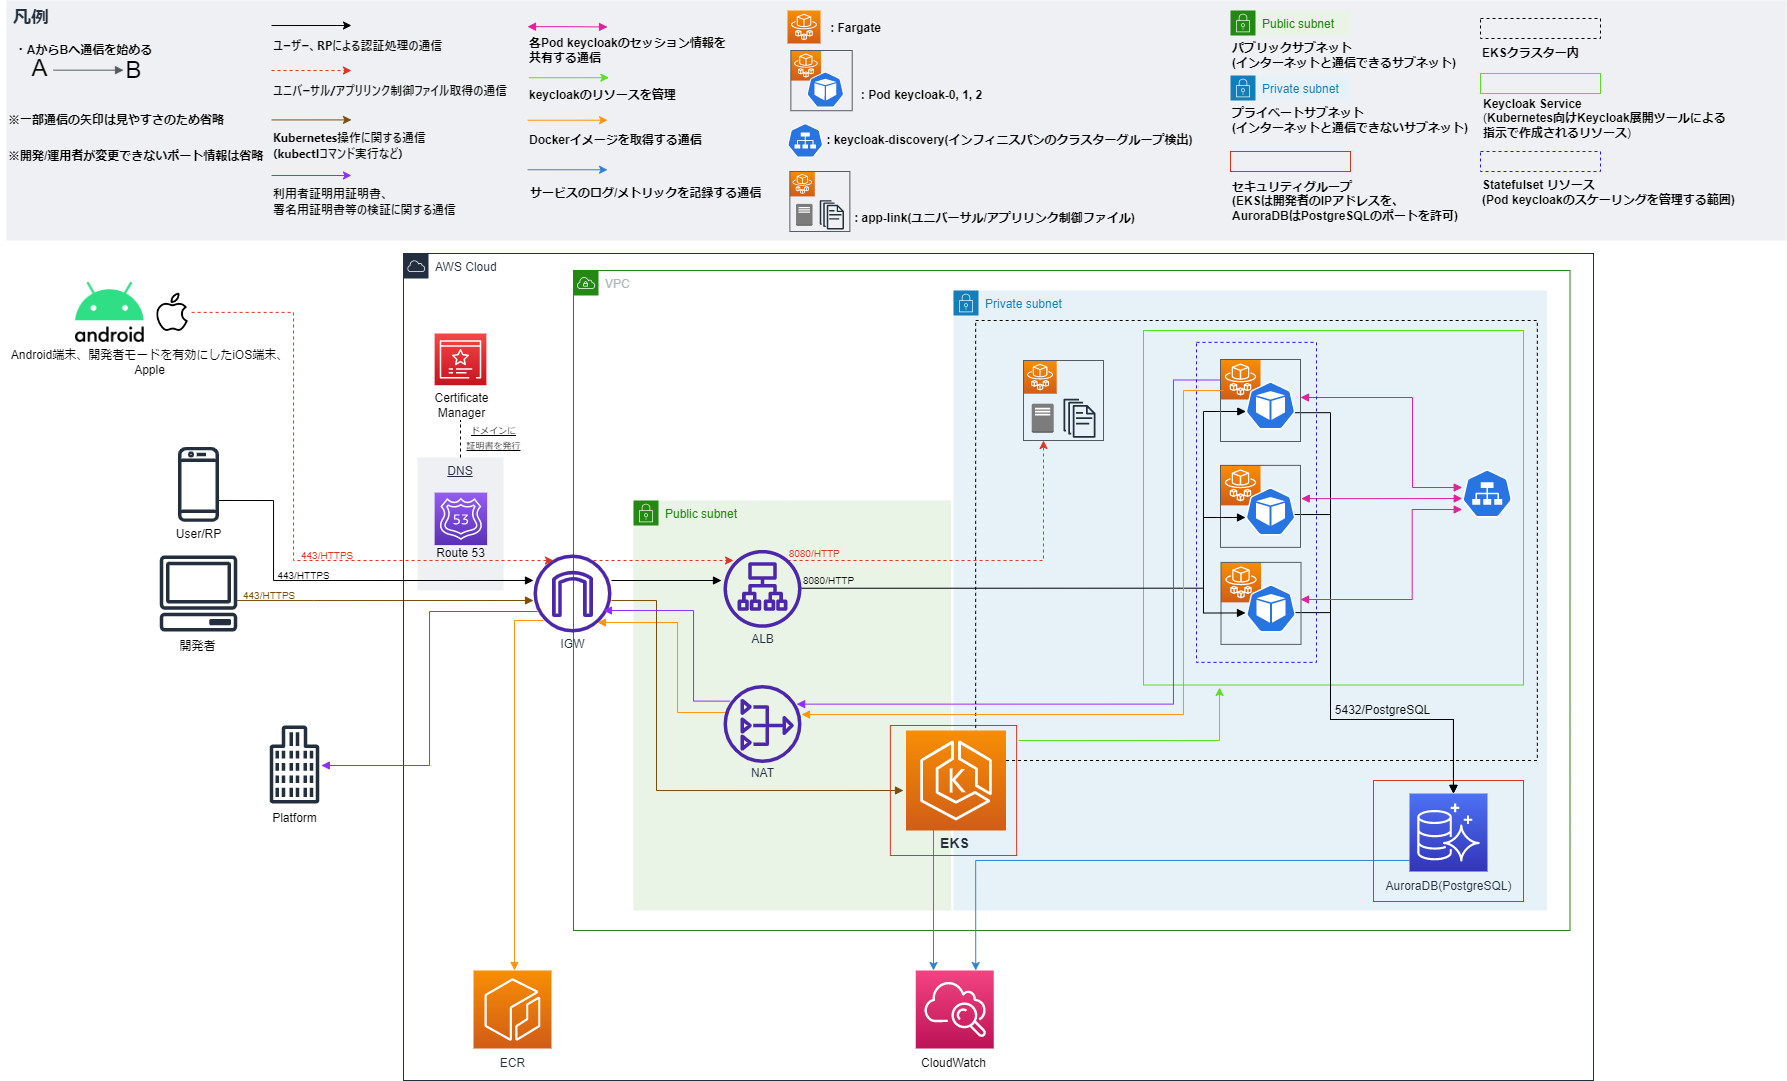 凡例
・AからBへ通信を始める
A B
※一部通信の矢印は見やすさのため省略
※開発/運用者が変更できないポート情報は省略
ユーザー、RPによる認証処理の通信
ユニバーサル/アプリリンク制御ファイル取得の通信
Kubernetes操作に関する通信
(kubectlコマンド実行など)
利用者証明用証明書、
署名用証明書等の検証に関する通信
各Pod keycloakのセッション情報を
共有する通信
keycloakのリソースを管理
Dockerイメージを取得する通信
サービスのログ/メトリックを記録する通信
: Fargate
: Pod keycloak-0, 1, 2
: keycloak-discovery(インフィニスパンのクラスターグループ検出)
: app-link(ユニバーサル/アプリリンク制御ファイル)
Public subnet
パブリックサブネット
(インターネットと通信できるサブネット)
Private subnet
プライベートサブネット
(インターネットと通信できないサブネット)
セキュリティグループ
(EKSは開発者のIPアドレスを、
AuroraDBはPostgreSQLのポートを許可)
EKSクラスター内
Keycloak Service
(Kubernetes向けKeycloak展開ツールによる
指示で作成されるリソース)
Statefulset リソース
(Pod keycloakのスケーリングを管理する範囲)
AWS Cloud
VPC
Private subnet
android
Android端末、開発者モードを有効にしたiOS端末、
Apple
Certificate
Manager
ドメインに
証明書を発行
DNS
53
Route 53
User/RP
443/HTTPS
443/HTTPS
443/HTTPS
開発者
IGW
Public subnet
8080/HTTP
8080/HTTP
ALB
NAT
Platform
5432/PostgreSQL
K
EKS
AuroraDB(PostgreSQL)
ECR
CloudWatch